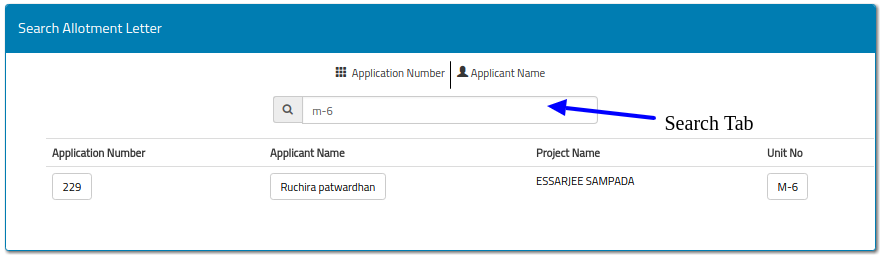 Search Allotment Letter
Application Number Applicant Name
m-6
Search Tab
Application Number Applicant Name Project Name Unit No
229 Ruchira patwardhan ESSARJEE SAMPADA M-6